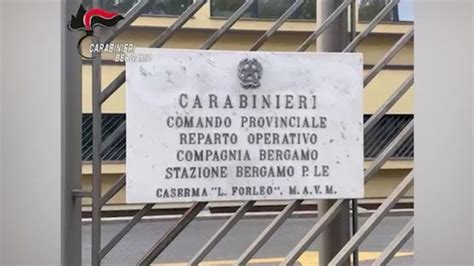 CARABINIERI
BERGAMO
CARABINIERI
COMANDO PROVINCIALE
REPARTO OPERATIVO
COMPAGNIA BERGAMO
STAZIONE BERGAMO P.LE
CASERMA "L. FORLEO", M.A.V.M.